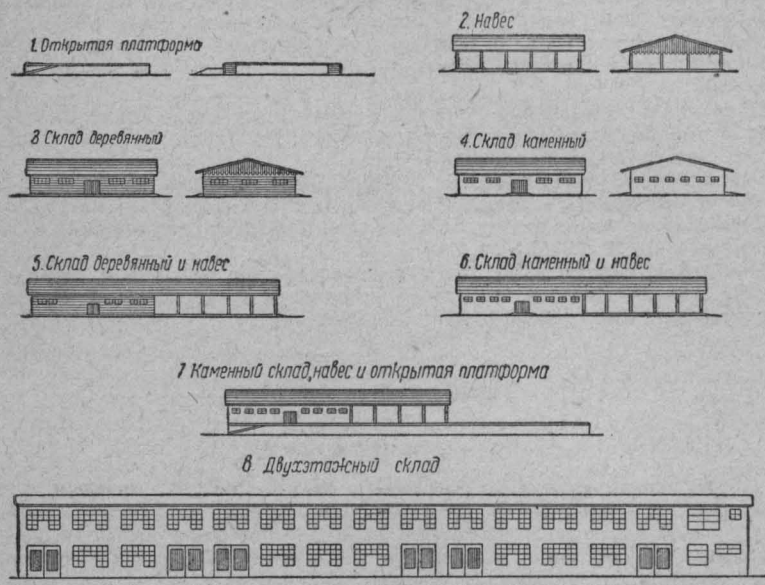 1. Открытая платформа
2. Навес
3 Склад деревянный
4. Склад каменный
5. Склад деревянный и навес
6. Склад каменный и навес
7 Каменный склад, навес и открытая платформа
8. Двухэтажный склад